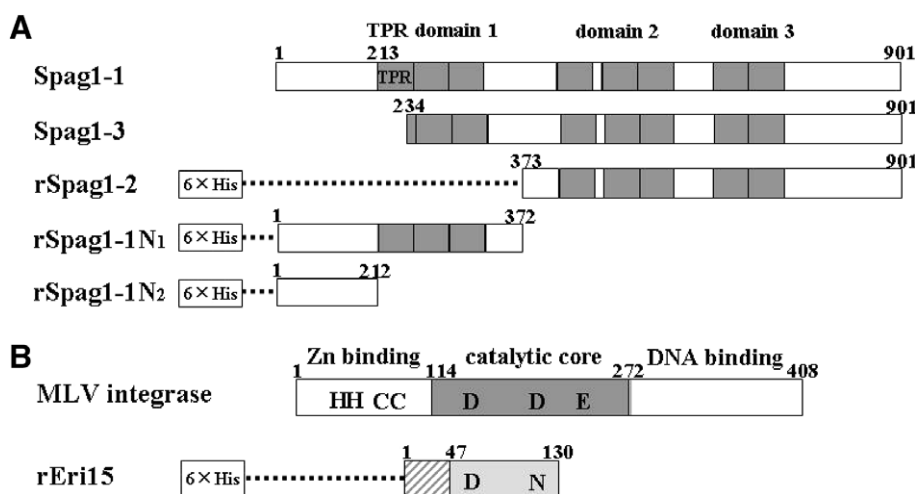 A
TPR domain 1 domain 2 domain 3
1 213 901
Spag1-1 TPR
234 901
Spag1-3
373 901
rSpag1-2 6×His
1 372
rSpag1-1N1 6×His
1 212
rSpag1-1N2 6×His
B
Zn binding catalytic core DNA binding
1 114 272 408
MLV integrase HH CC D D E
1 47 130
rEri15 6×His D N